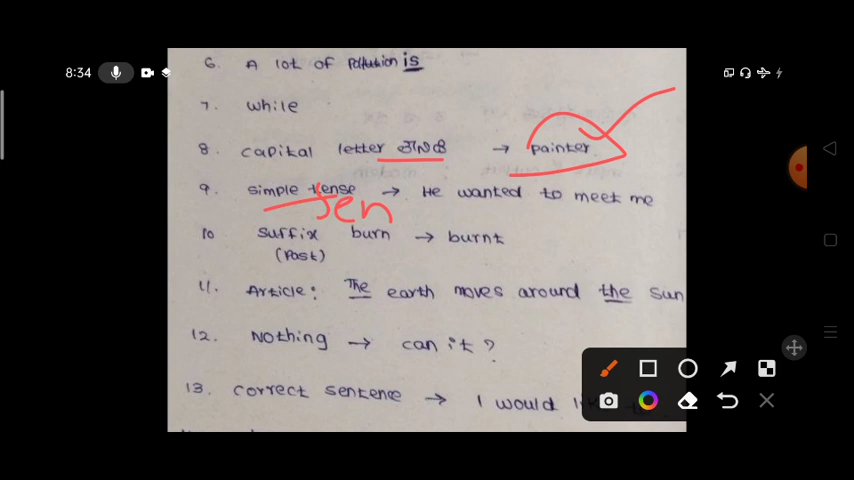 8:34
6. A lot of pollution is
7. while
8. capital letter → painter.
9. simple tense → He wanted to meet me
sen
10 suffix burn → burnt
(Past)
11. Article: The earth moves around the sun
12. Nothing → can it?
13. correct sentence → I would